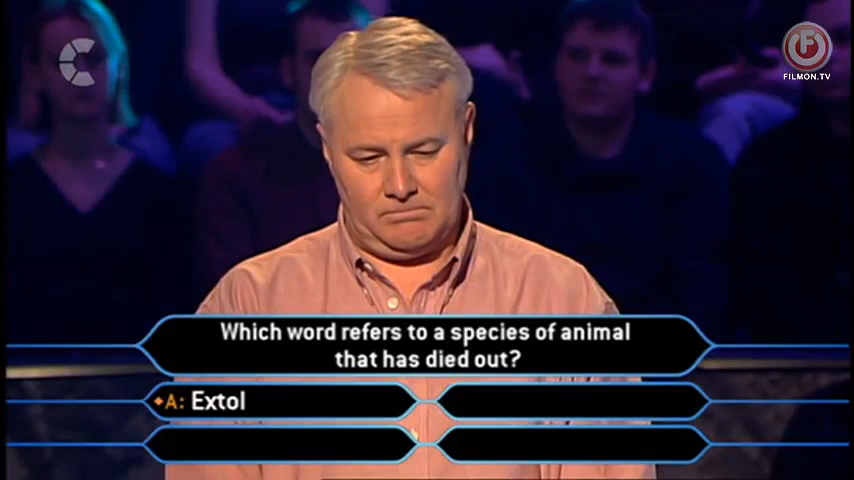 FILMON.TV
Which word refers to a species of animal
that has died out?
A: Extol